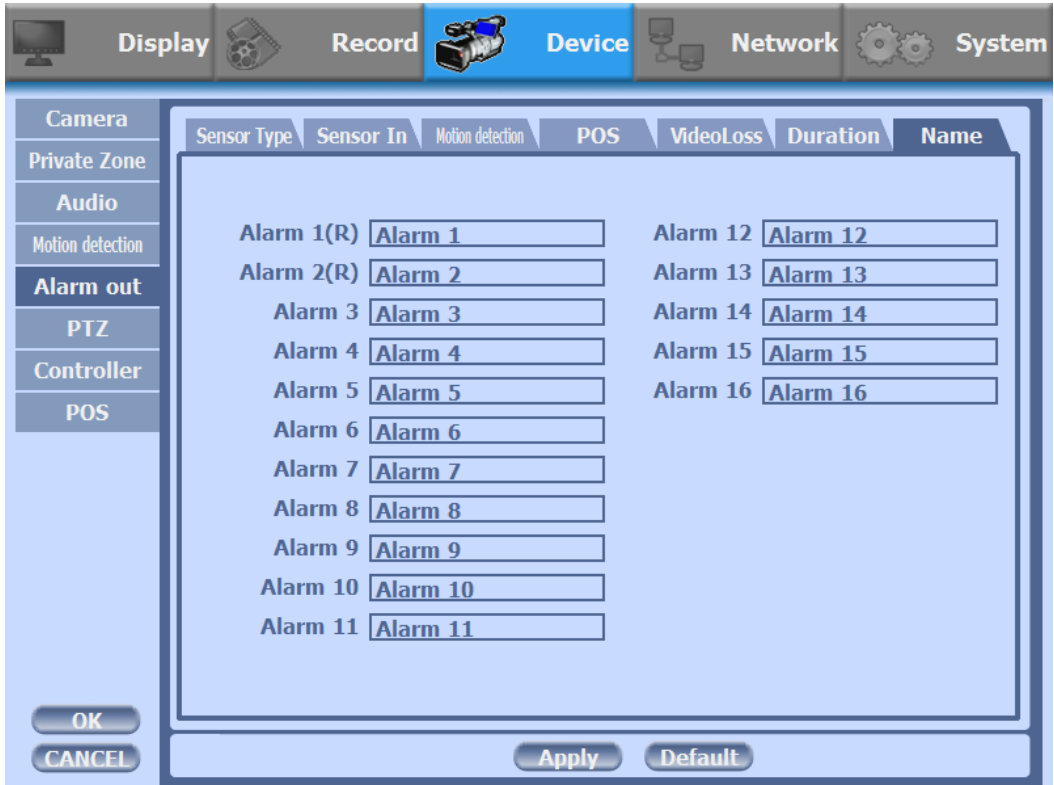 Display Record Device Network System
Camera
Private Zone
Audio
Motion detection
Alarm out
PTZ
Controller
POS
OK
CANCEL
Sensor Type Sensor In Motion detection POS VideoLoss Duration Name
Alarm 1(R) Alarm 1
Alarm 2(R) Alarm 2
Alarm 3 Alarm 3
Alarm 4 Alarm 4
Alarm 5 Alarm 5
Alarm 6 Alarm 6
Alarm 7 Alarm 7
Alarm 8 Alarm 8
Alarm 9 Alarm 9
Alarm 10 Alarm 10
Alarm 11 Alarm 11
Alarm 12 Alarm 12
Alarm 13 Alarm 13
Alarm 14 Alarm 14
Alarm 15 Alarm 15
Alarm 16 Alarm 16
Apply Default